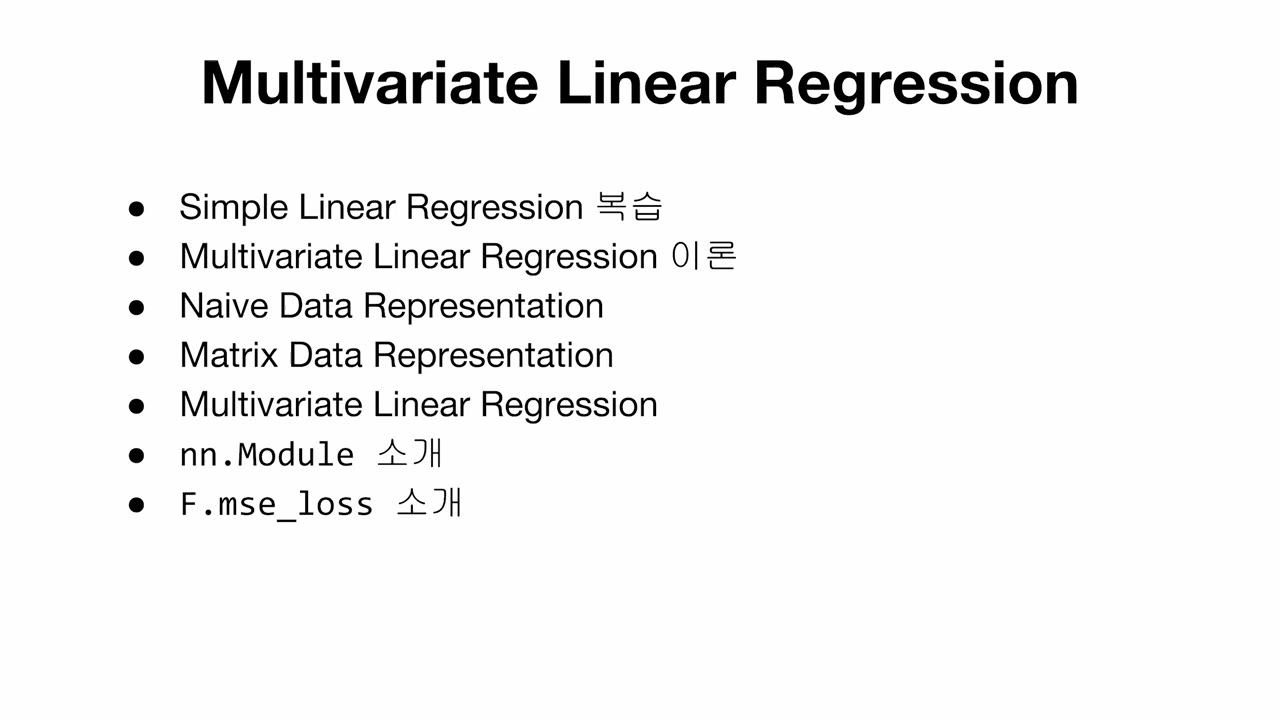 Multivariate Linear Regression
● Simple Linear Regression 복습
● Multivariate Linear Regression 이론
● Naive Data Representation
● Matrix Data Representation
● Multivariate Linear Regression
● nn.Module 소개
● F.mse_loss 소개